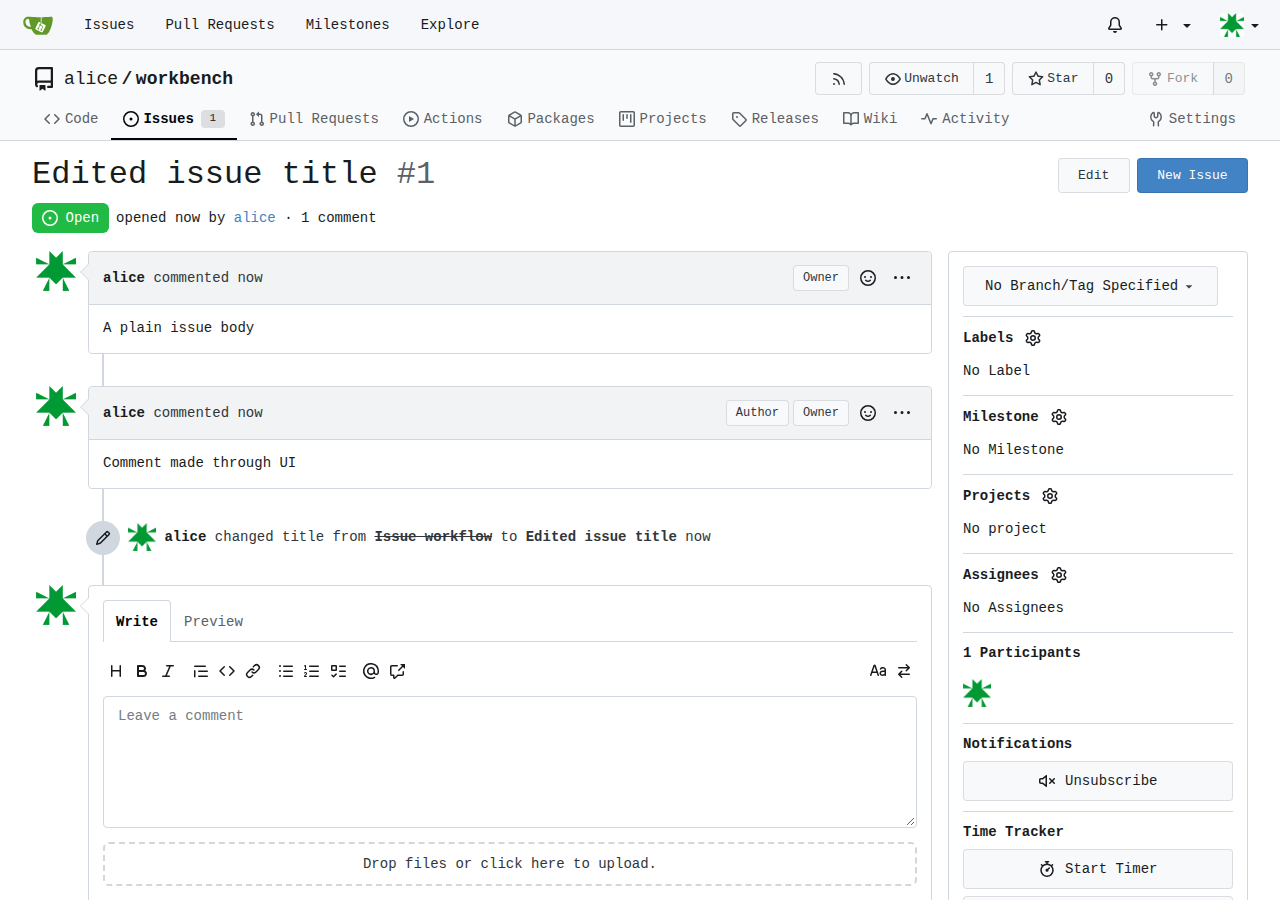 Issues Pull Requests Milestones Explore
alice / workbench
Unwatch 1 Star 0 Fork 0
Code Issues 1 Pull Requests Actions Packages Projects Releases Wiki Activity Settings
Edited issue title #1
Edit New Issue
Open opened now by alice · 1 comment
alice commented now Owner
A plain issue body
alice commented now Author Owner
Comment made through UI
alice changed title from Issue workflow to Edited issue title now
Write Preview
Leave a comment
Drop files or click here to upload.
No Branch/Tag Specified
Labels
No Label
Milestone
No Milestone
Projects
No project
Assignees
No Assignees
1 Participants
Notifications
Unsubscribe
Time Tracker
Start Timer